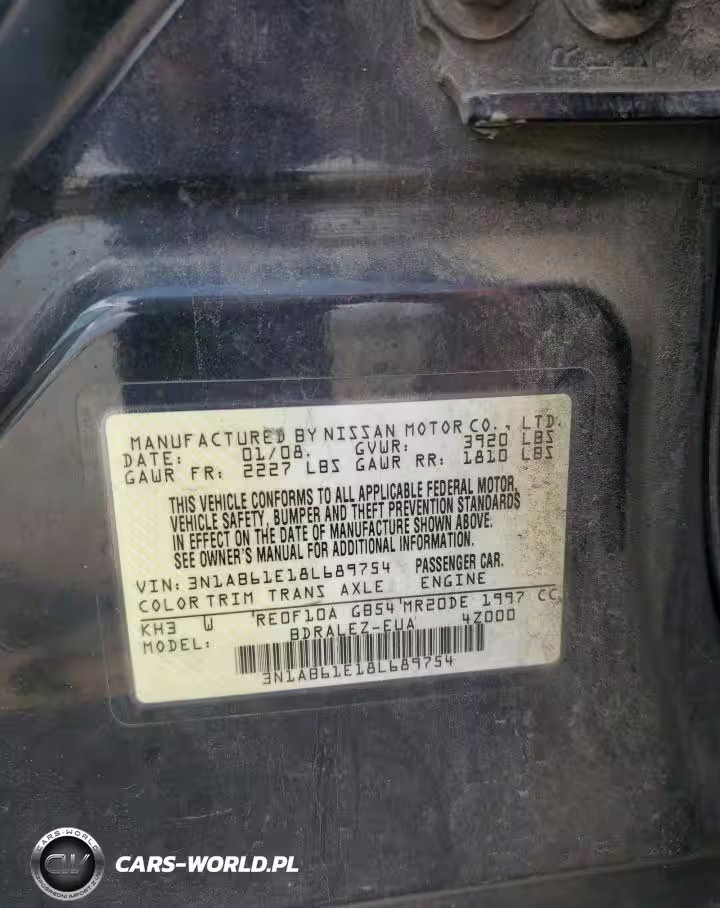 MANUFACTURED BY NISSAN MOTOR CO., LTD.
DATE: 01/08. GVWR: 3920 LBS
GAWR FR: 2227 LBS GAWR RR: 1810 LBS
THIS VEHICLE CONFORMS TO ALL APPLICABLE FEDERAL MOTOR
VEHICLE SAFETY, BUMPER AND THEFT PREVENTION STANDARDS
IN EFFECT ON THE DATE OF MANUFACTURE SHOWN ABOVE.
SEE OWNER'S MANUAL FOR ADDITIONAL INFORMATION.
VIN: 3N1AB61E18L689754 PASSENGER CAR.
COLOR TRIM TRANS AXLE ENGINE
KH3 W RE0F10A GB54 MR20DE 1997 CC
MODEL: BDRALEZ-EUA 4Z000
3N1AB61E18L689754
CARS-WORLD
CW
CARS-WORLD.PL